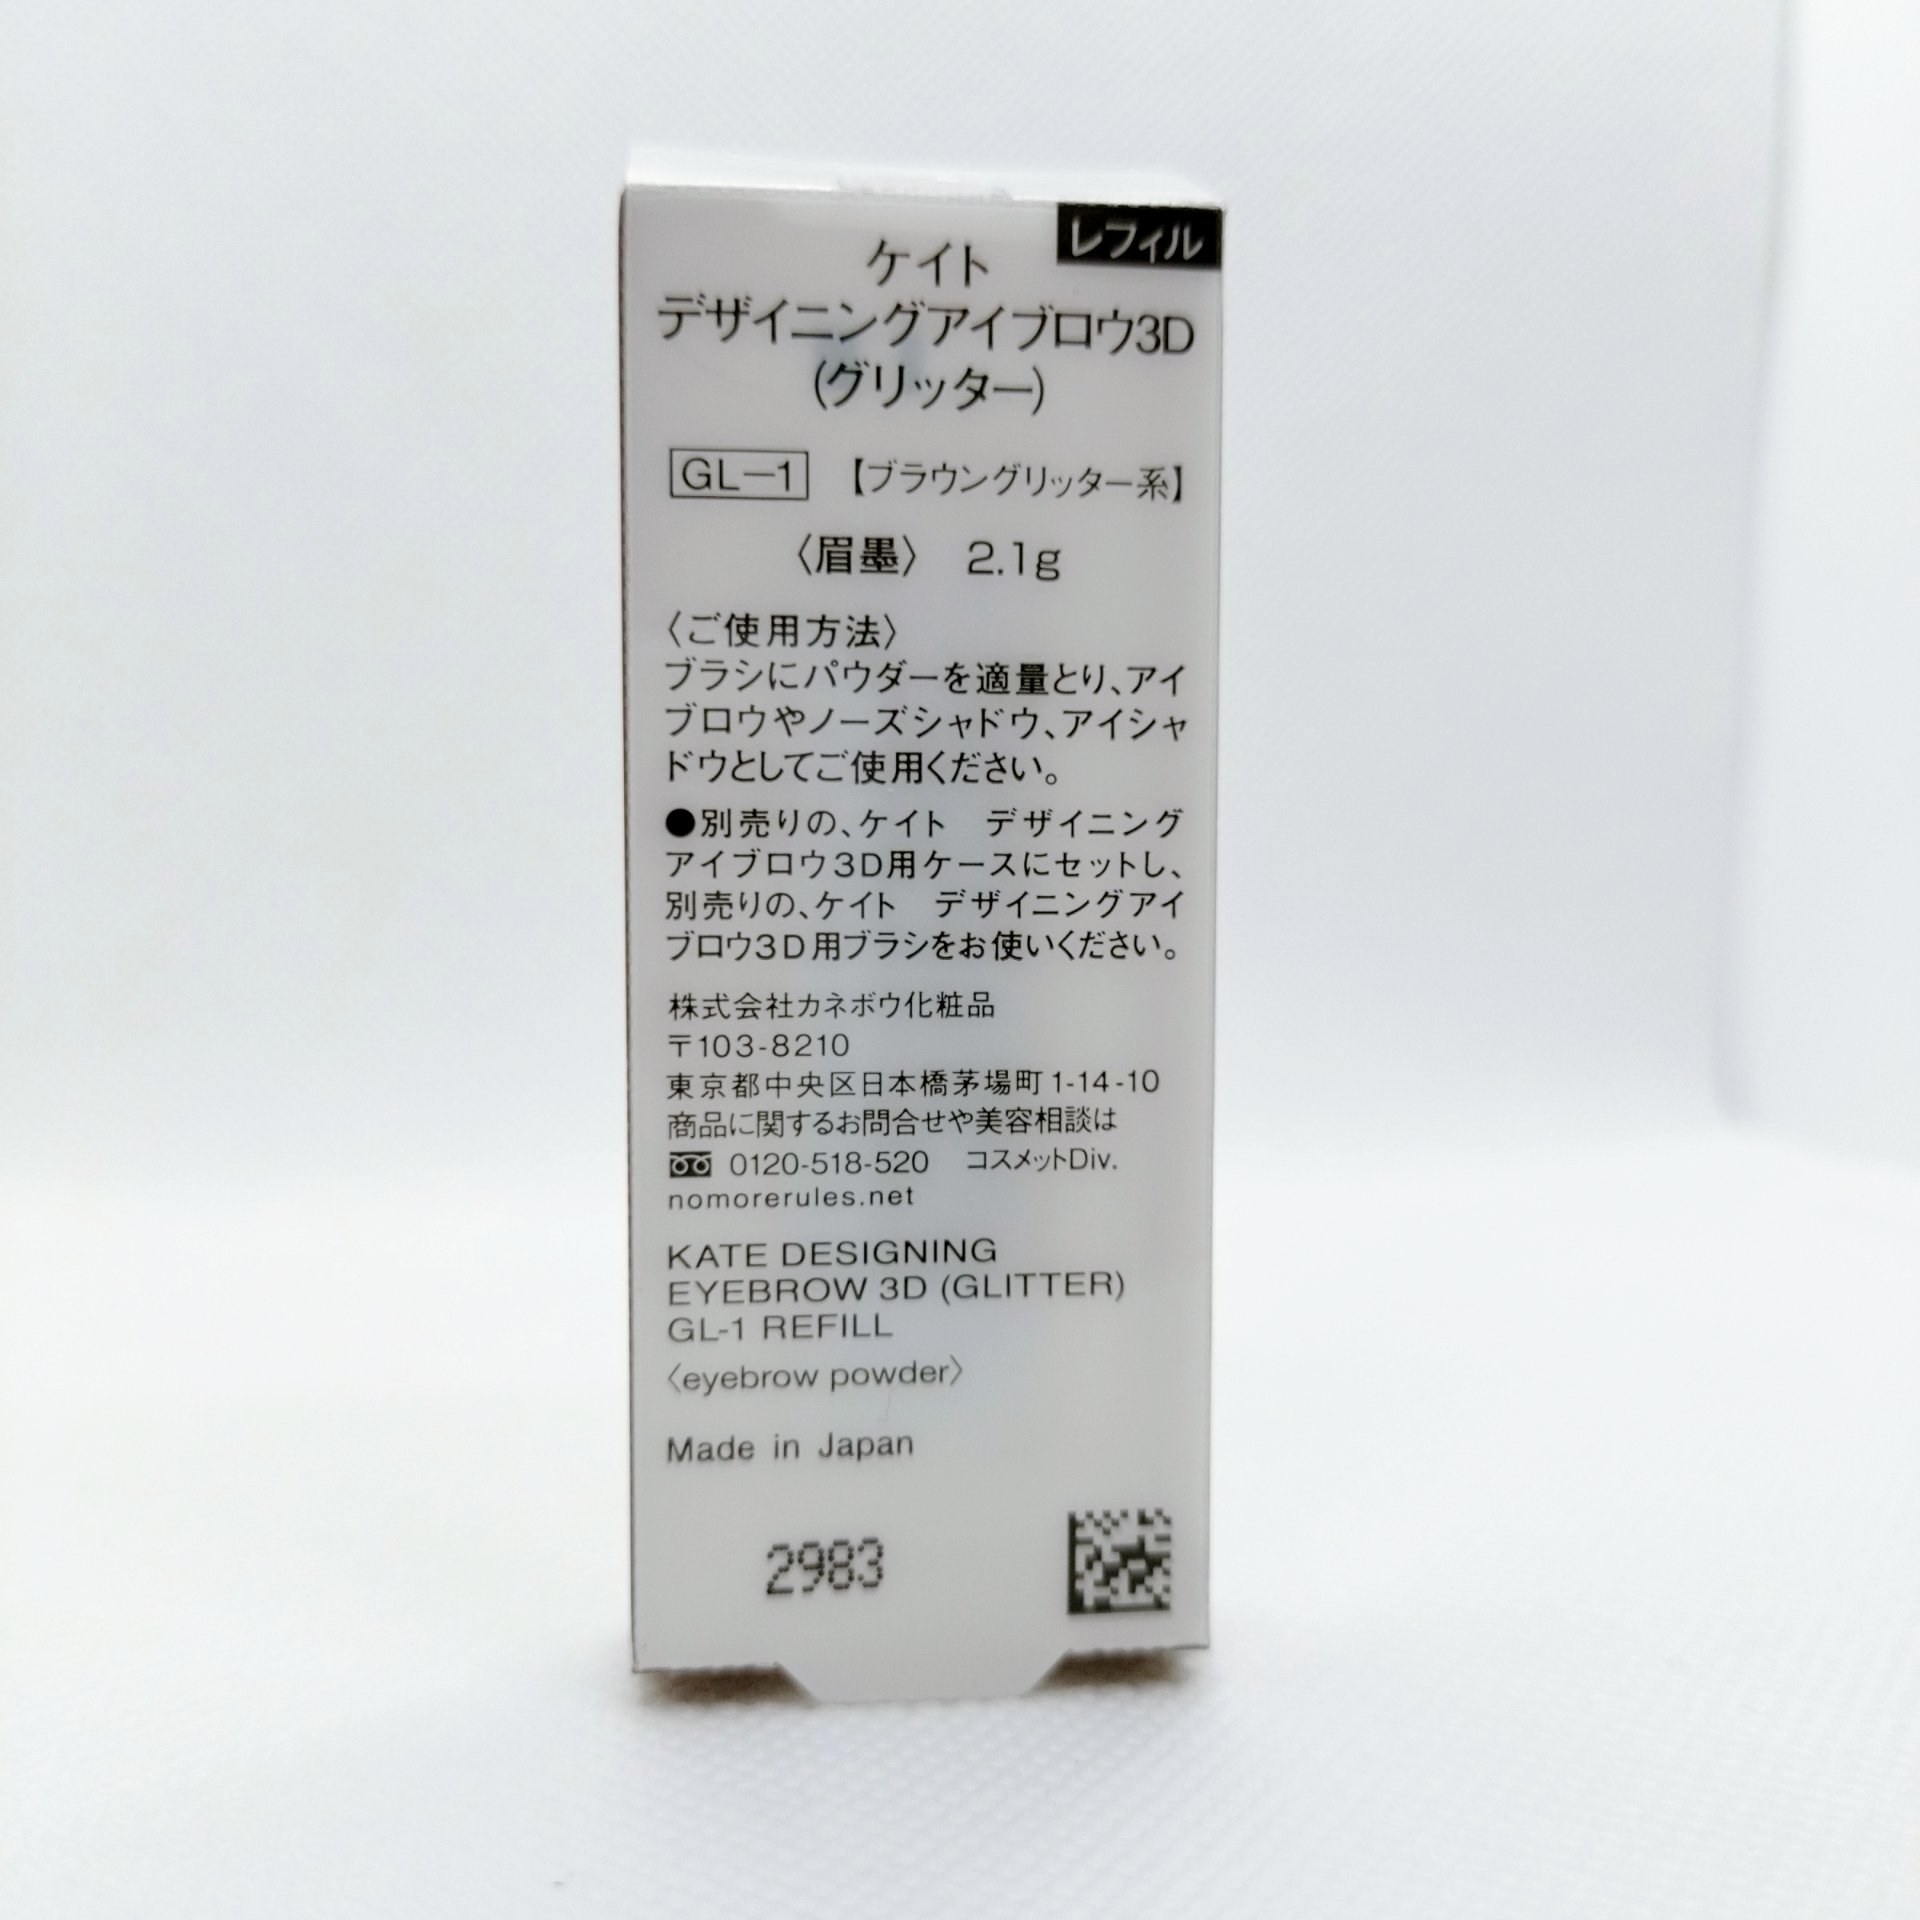 レフィル
ケイト
デザイニングアイブロウ3D
(グリッター)
GL-1 【ブラウングリッター系】
〈眉墨〉 2.1g
〈ご使用方法〉
ブラシにパウダーを適量とり、アイ
ブロウやノーズシャドウ、アイシャ
ドウとしてご使用ください。
●別売りの、ケイト デザイニング
アイブロウ3D用ケースにセットし、
別売りの、ケイト デザイニングアイ
ブロウ3D用ブラシをお使いください。
株式会社カネボウ化粧品
〒103-8210
東京都中央区日本橋茅場町1-14-10
商品に関するお問合せや美容相談は
0120-518-520 コスメットDiv.
nomorerules.net
KATE DESIGNING
EYEBROW 3D (GLITTER)
GL-1 REFILL
〈eyebrow powder〉
Made in Japan
2983